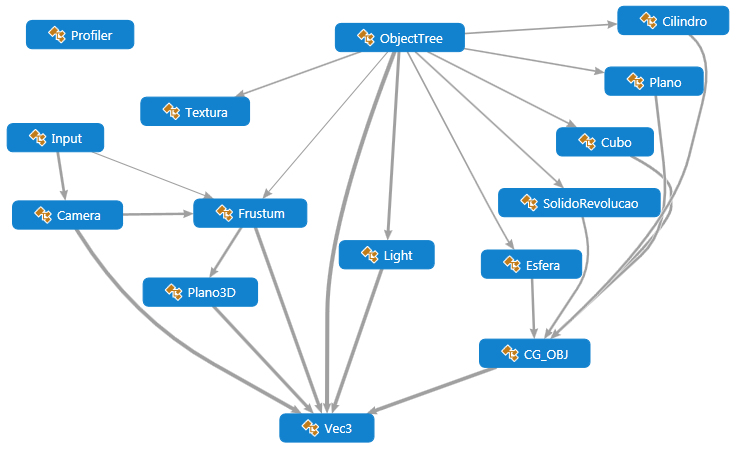 Cilindro
Profiler
ObjectTree
Plano
Textura
Input
Cubo
SolidoRevolucao
Camera
Frustum
Light
Esfera
Plano3D
CG_OBJ
Vec3